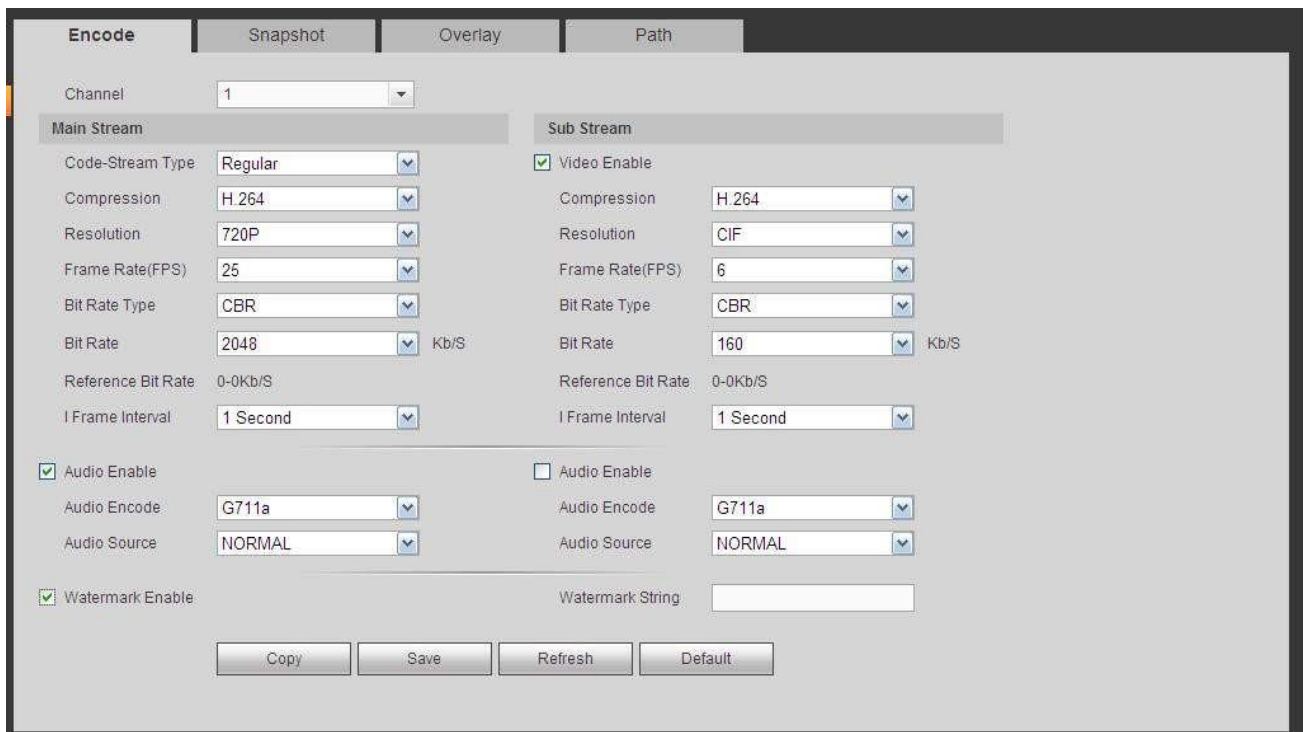 Encode Snapshot Overlay Path
Channel 1
Main Stream Sub Stream
Code-Stream Type Regular Video Enable
Compression H.264 Compression H.264
Resolution 720P Resolution CIF
Frame Rate(FPS) 25 Frame Rate(FPS) 6
Bit Rate Type CBR Bit Rate Type CBR
Bit Rate 2048 Kb/S Bit Rate 160 Kb/S
Reference Bit Rate 0-0Kb/S Reference Bit Rate 0-0Kb/S
I Frame Interval 1 Second I Frame Interval 1 Second
Audio Enable Audio Enable
Audio Encode G711a Audio Encode G711a
Audio Source NORMAL Audio Source NORMAL
Watermark Enable Watermark String
Copy Save Refresh Default